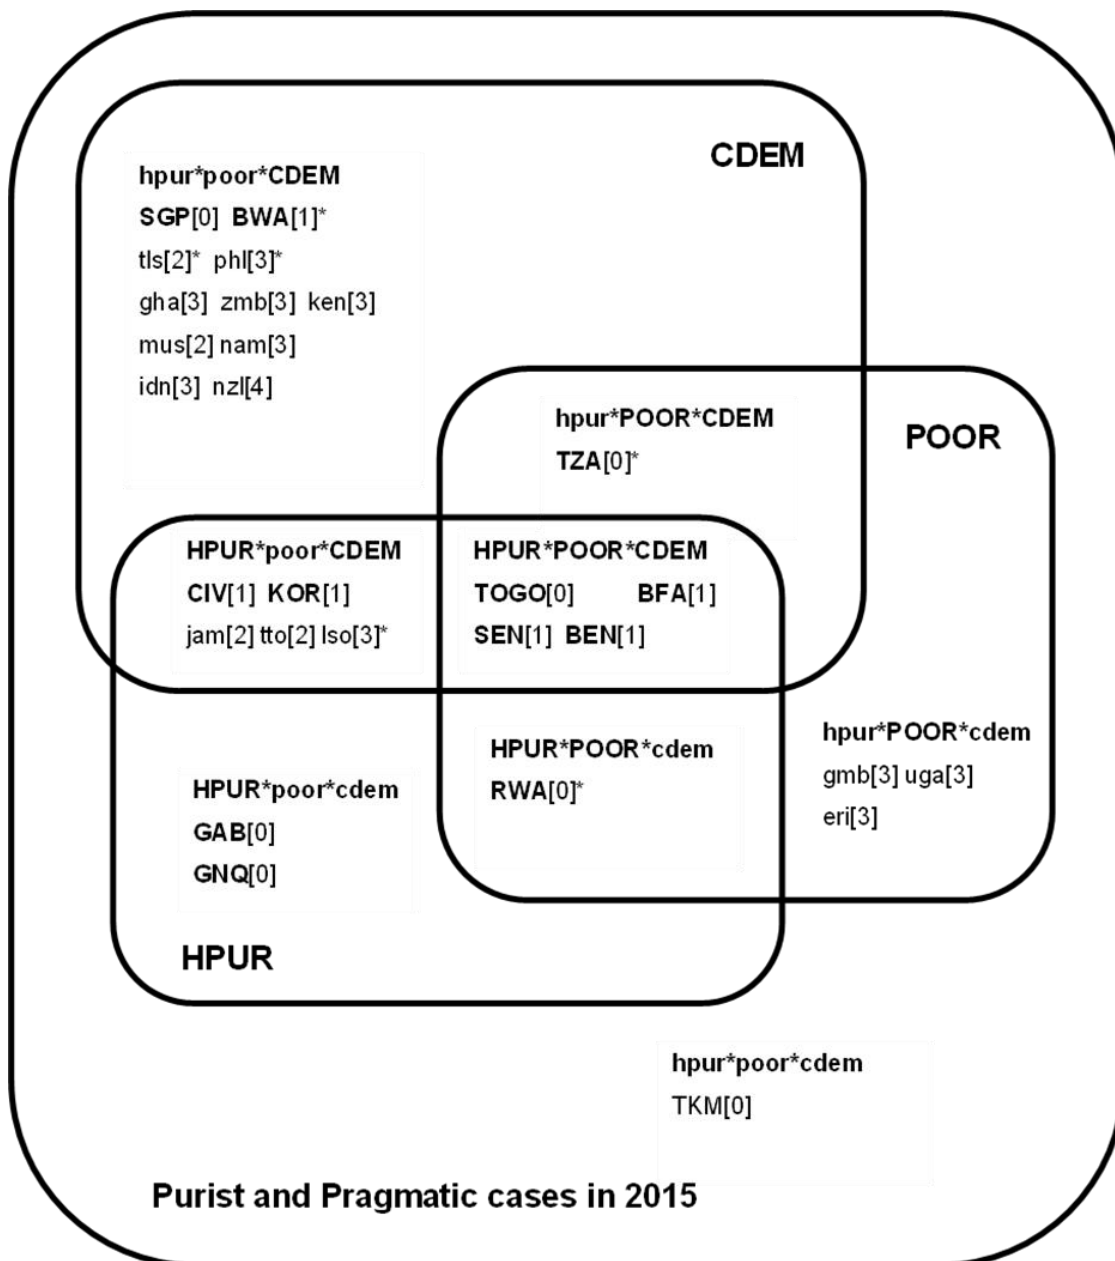 CDEM
hpur*poor*CDEM
SGP[0] BWA[1]*
tls[2]* phl[3]*
gha[3] zmb[3] ken[3]
mus[2] nam[3]
idn[3] nzl[4]
hpur*POOR*CDEM
TZA[0]*
POOR
HPUR*poor*CDEM
CIV[1] KOR[1]
jam[2] tto[2] lso[3]*
HPUR*POOR*CDEM
TOGO[0] BFA[1]
SEN[1] BEN[1]
HPUR*poor*cdem
GAB[0]
GNQ[0]
HPUR*POOR*cdem
RWA[0]*
hpur*POOR*cdem
gmb[3] uga[3]
eri[3]
HPUR
hpur*poor*cdem
TKM[0]
Purist and Pragmatic cases in 2015